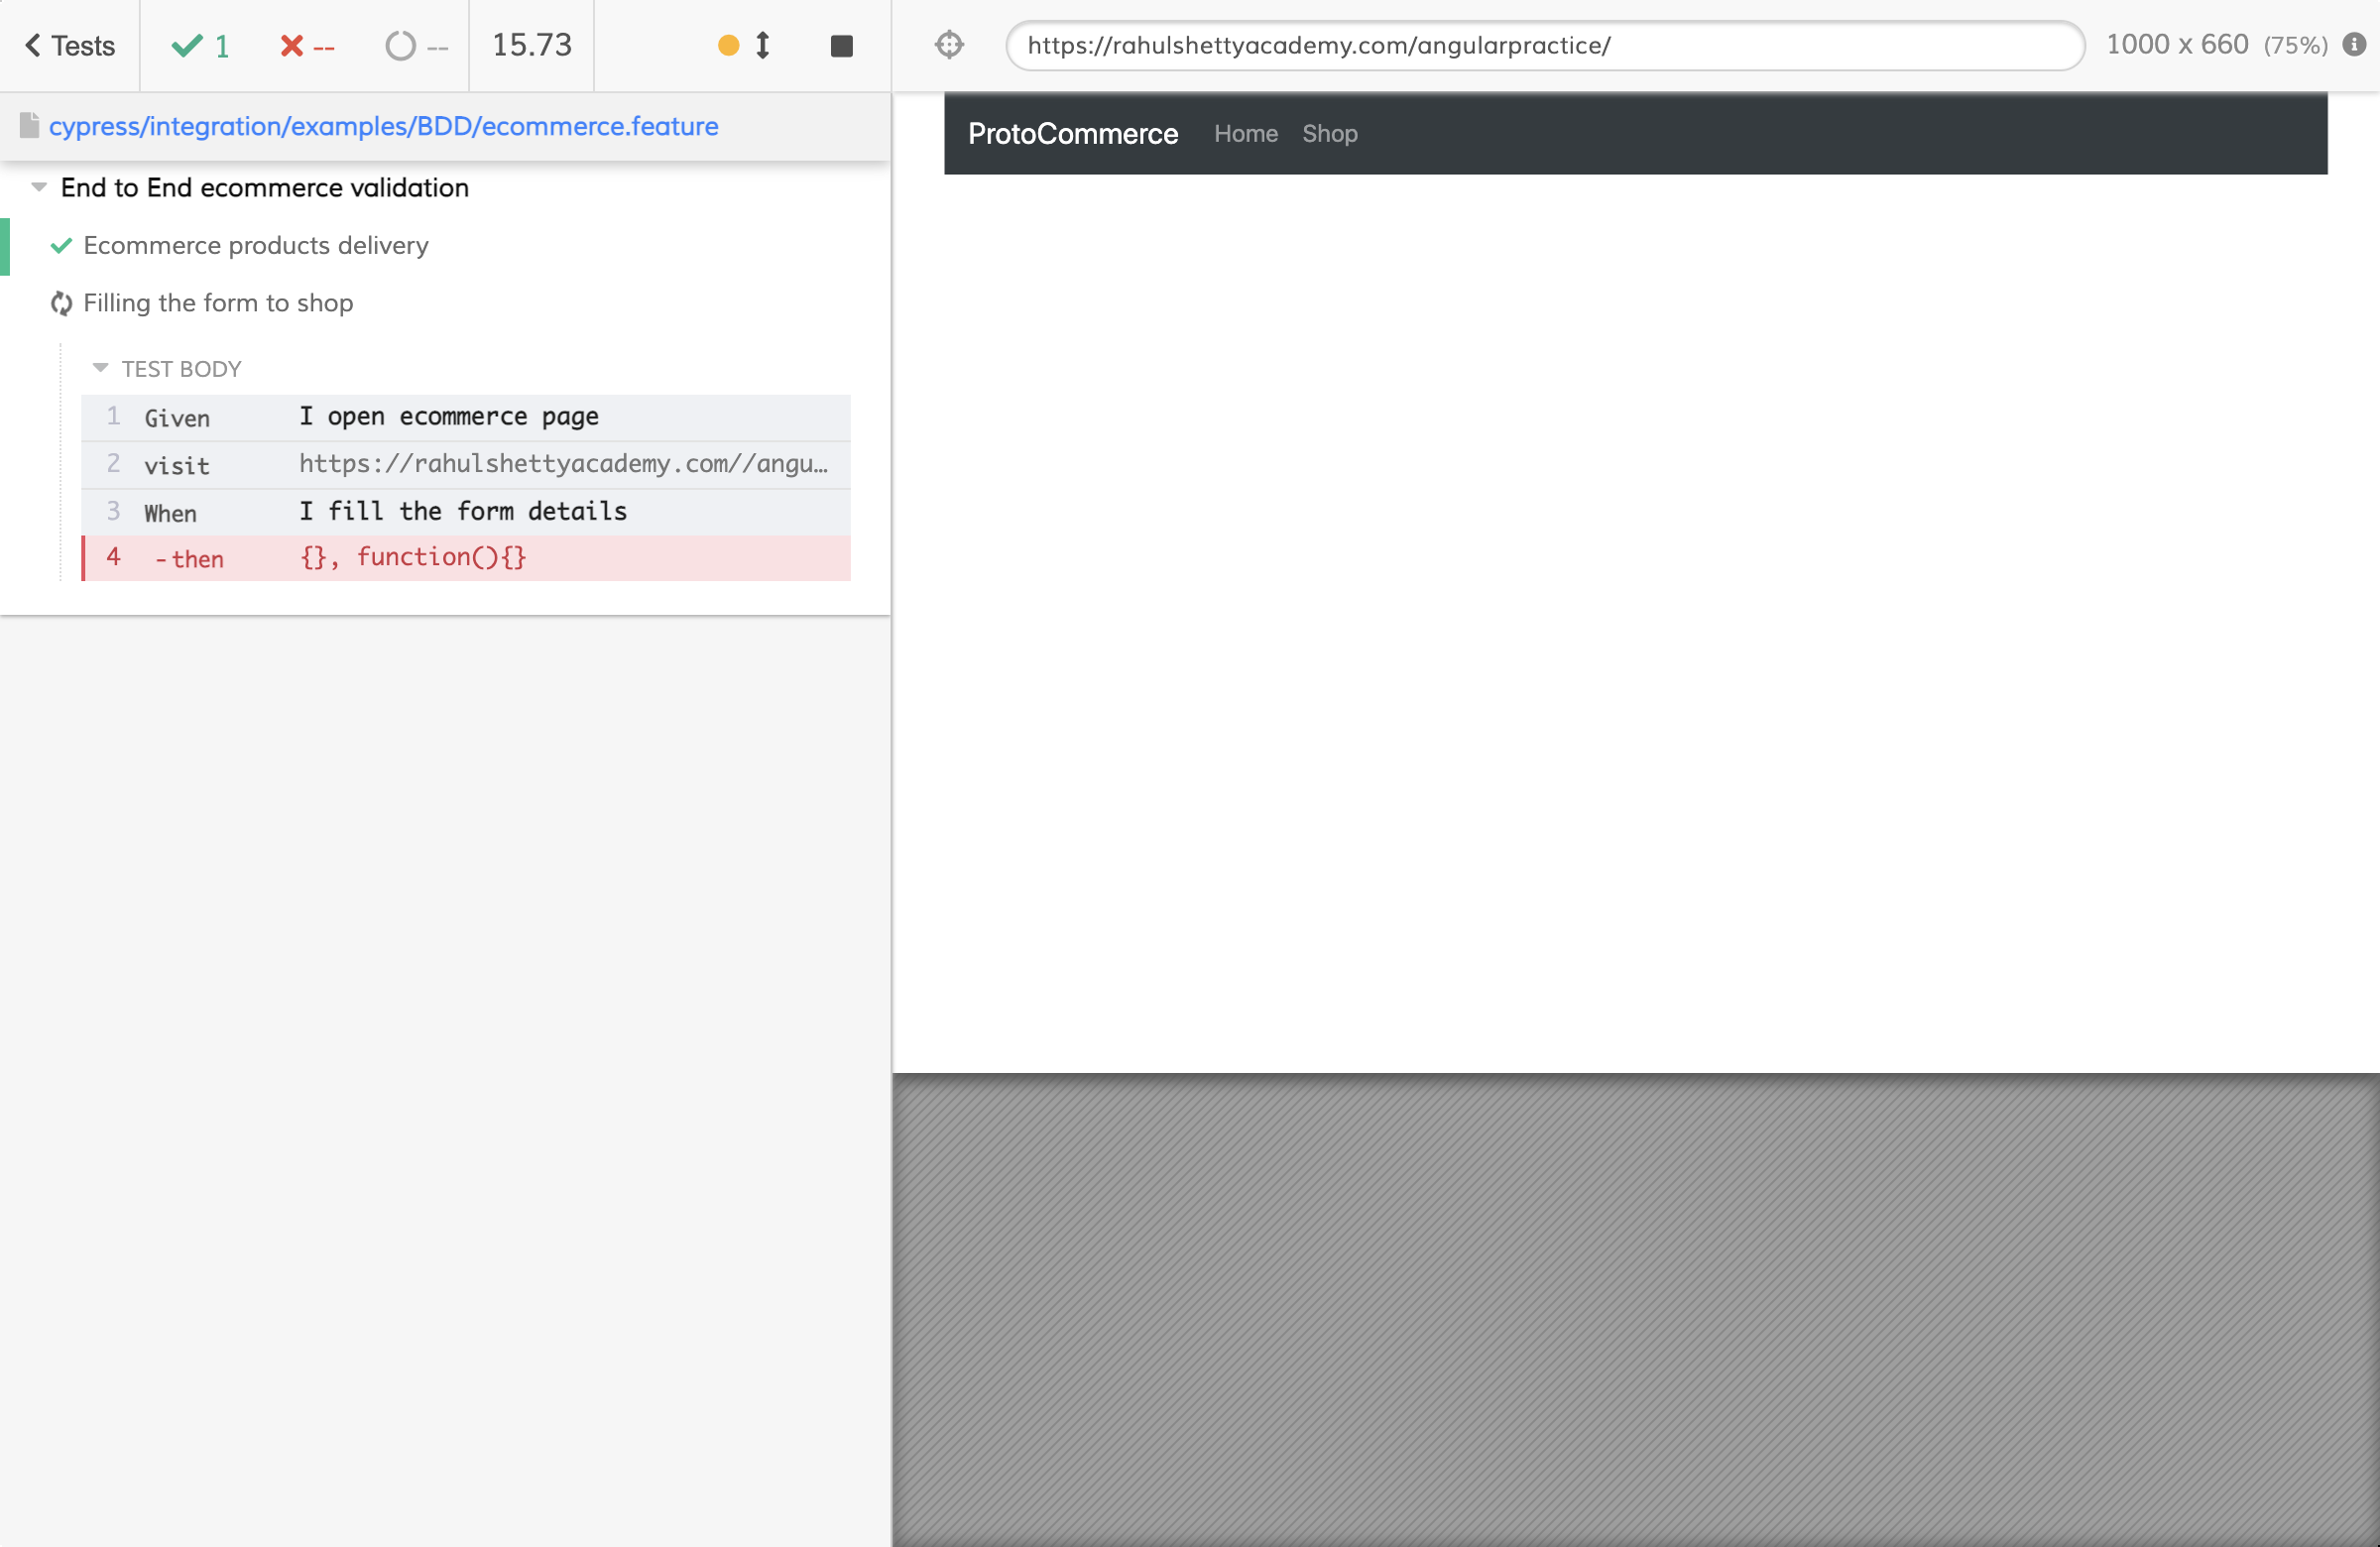 Tests
1
--
--
15.73
https://rahulshettyacademy.com/angularpractice/
1000 x 660 (75%)
cypress/integration/examples/BDD/ecommerce.feature
End to End ecommerce validation
Ecommerce products delivery
Filling the form to shop
TEST BODY
1 Given I open ecommerce page
2 visit https://rahulshettyacademy.com//angu…
3 When I fill the form details
4 -then {}, function(){}
ProtoCommerce Home Shop